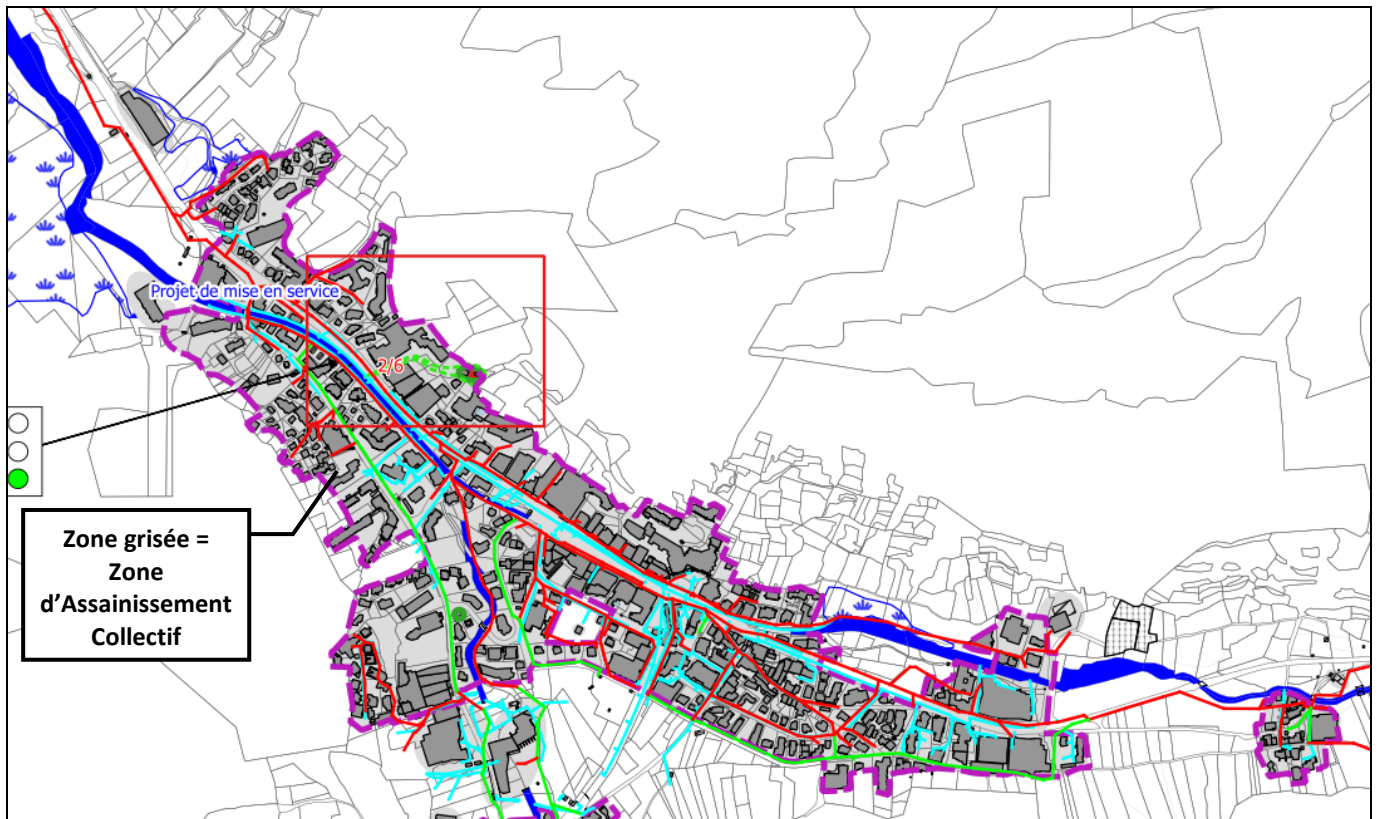 Projet de mise en service
2/6
Zone grisée =
Zone
d’Assainissement
Collectif